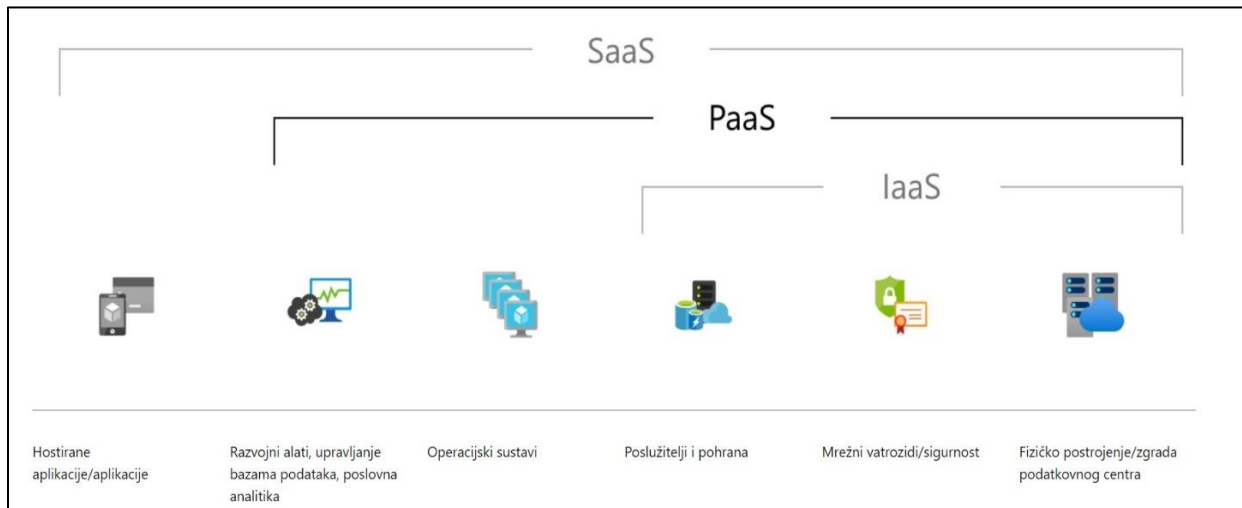 SaaS
PaaS
IaaS
Hostirane
aplikacije/aplikacije
Razvojni alati, upravljanje
bazama podataka, poslovna
analitika
Operacijski sustavi
Poslužitelji i pohrana
Mrežni vatrozidi/sigurnost
Fizičko postrojenje/zgrada
podatkovnog centra